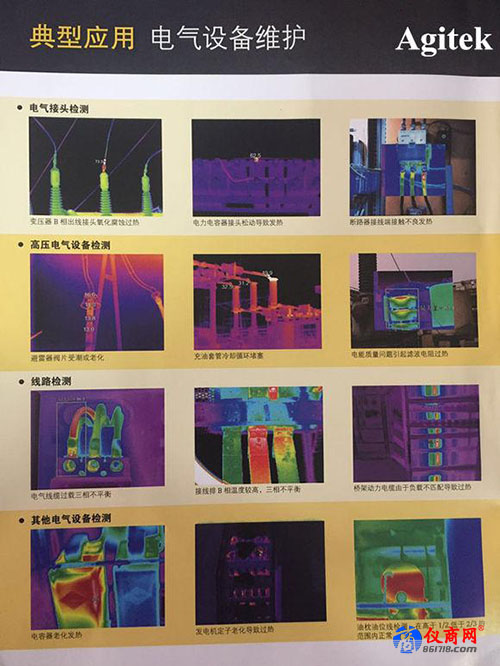 典型应用 电气设备维护 Agitek
电气接头检测
变压器 B 相出线接头氧化腐蚀过热
电力电容器接头松动导致发热
断路器接线端接触不良发热
高压电气设备检测
避雷器阀片受潮或老化
充油套管冷却循环堵塞
电能质量问题引起滤波电阻过热
线路检测
电气线缆过载三相不平衡
接线排 B 相温度较高，三相不平衡
桥架动力电缆由于负载不匹配导致过热
其他电气设备检测
电容器老化发热
发电机定子老化导致过热
油枕油位线检测，在高于 1/2 低于 2/3 的
范围内正常
仪商网
861718.com